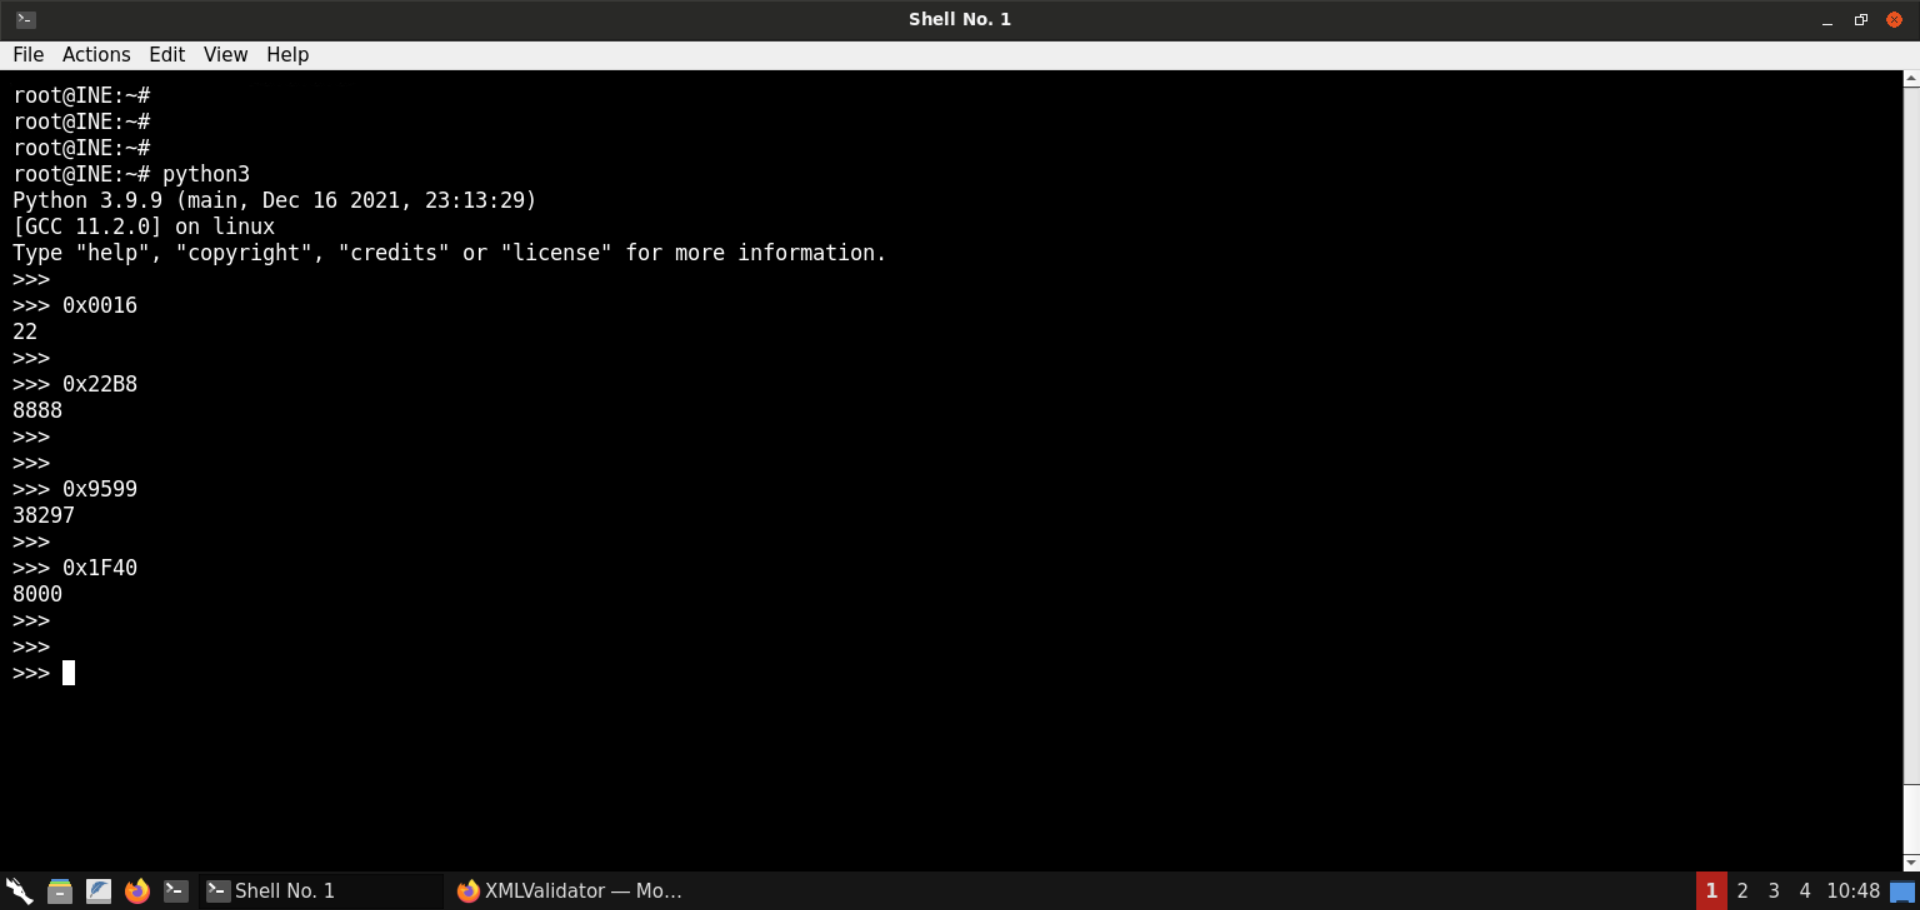 Shell No. 1
File Actions Edit View Help
root@INE:~#
root@INE:~#
root@INE:~#
root@INE:~# python3
Python 3.9.9 (main, Dec 16 2021, 23:13:29)
[GCC 11.2.0] on linux
Type "help", "copyright", "credits" or "license" for more information.
>>>
>>> 0x0016
22
>>>
>>> 0x22B8
8888
>>>
>>>
>>> 0x9599
38297
>>>
>>> 0x1F40
8000
>>>
>>>
>>>
Shell No. 1 XMLValidator — Mo... 1 2 3 4 10:48